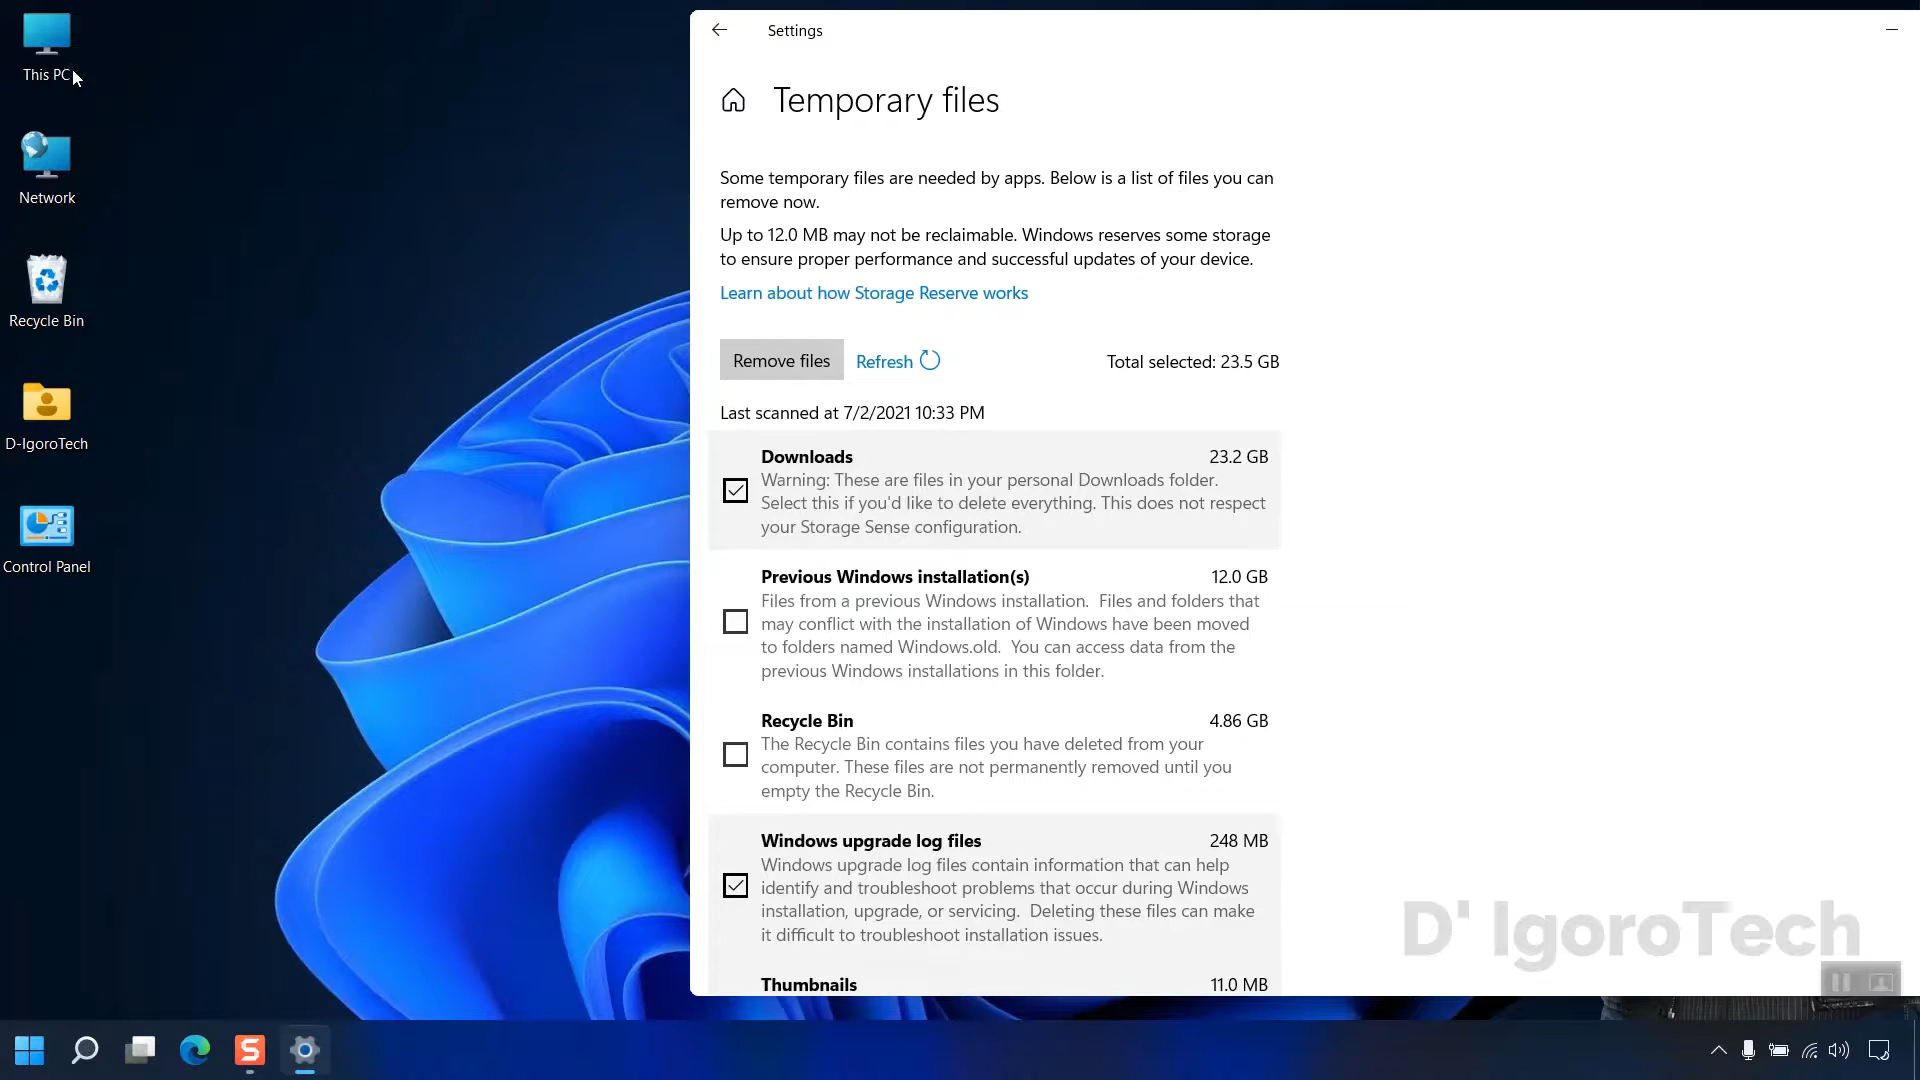 This PC
Network
Recycle Bin
D-IgoroTech
Control Panel
Settings
Temporary files
Some temporary files are needed by apps. Below is a list of files you can
remove now.
Up to 12.0 MB may not be reclaimable. Windows reserves some storage
to ensure proper performance and successful updates of your device.
Learn about how Storage Reserve works
Remove files Refresh Total selected: 23.5 GB
Last scanned at 7/2/2021 10:33 PM
Downloads 23.2 GB
Warning: These are files in your personal Downloads folder.
Select this if you'd like to delete everything. This does not respect
your Storage Sense configuration.
Previous Windows installation(s) 12.0 GB
Files from a previous Windows installation.  Files and folders that
may conflict with the installation of Windows have been moved
to folders named Windows.old.  You can access data from the
previous Windows installations in this folder.
Recycle Bin 4.86 GB
The Recycle Bin contains files you have deleted from your
computer. These files are not permanently removed until you
empty the Recycle Bin.
Windows upgrade log files 248 MB
Windows upgrade log files contain information that can help
identify and troubleshoot problems that occur during Windows
installation, upgrade, or servicing.  Deleting these files can make
it difficult to troubleshoot installation issues.
Thumbnails 11.0 MB
D' IgoroTech
S